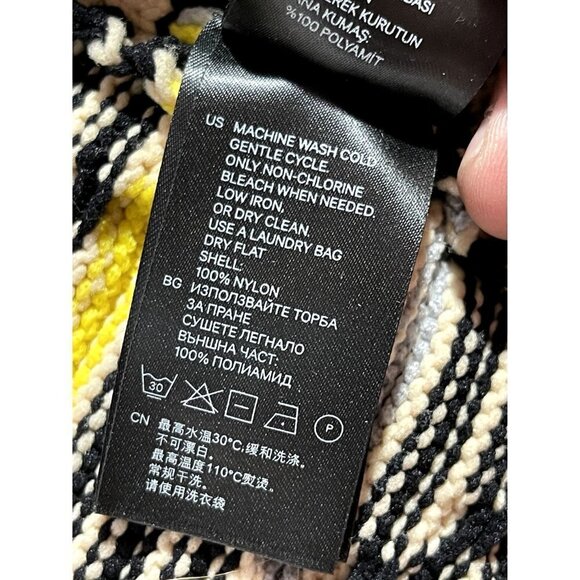 BASI
EREK KURUTUN
ANA KUMAŞ:
%100 POLYAMİT
US MACHINE WASH COLD
GENTLE CYCLE.
ONLY NON-CHLORINE
BLEACH WHEN NEEDED.
LOW IRON.
OR DRY CLEAN.
USE A LAUNDRY BAG
DRY FLAT
SHELL:
100% NYLON
BG ИЗПОЛЗВАЙТЕ ТОРБА
ЗА ПРАНЕ
СУШЕТЕ ЛЕГНАЛО
ВЪНШНА ЧАСТ:
100% ПОЛИАМИД
30 P
CN 最高水温30°C,缓和洗涤.
不可漂白.
最高温度110°C熨烫.
常规干洗.
请使用洗衣袋